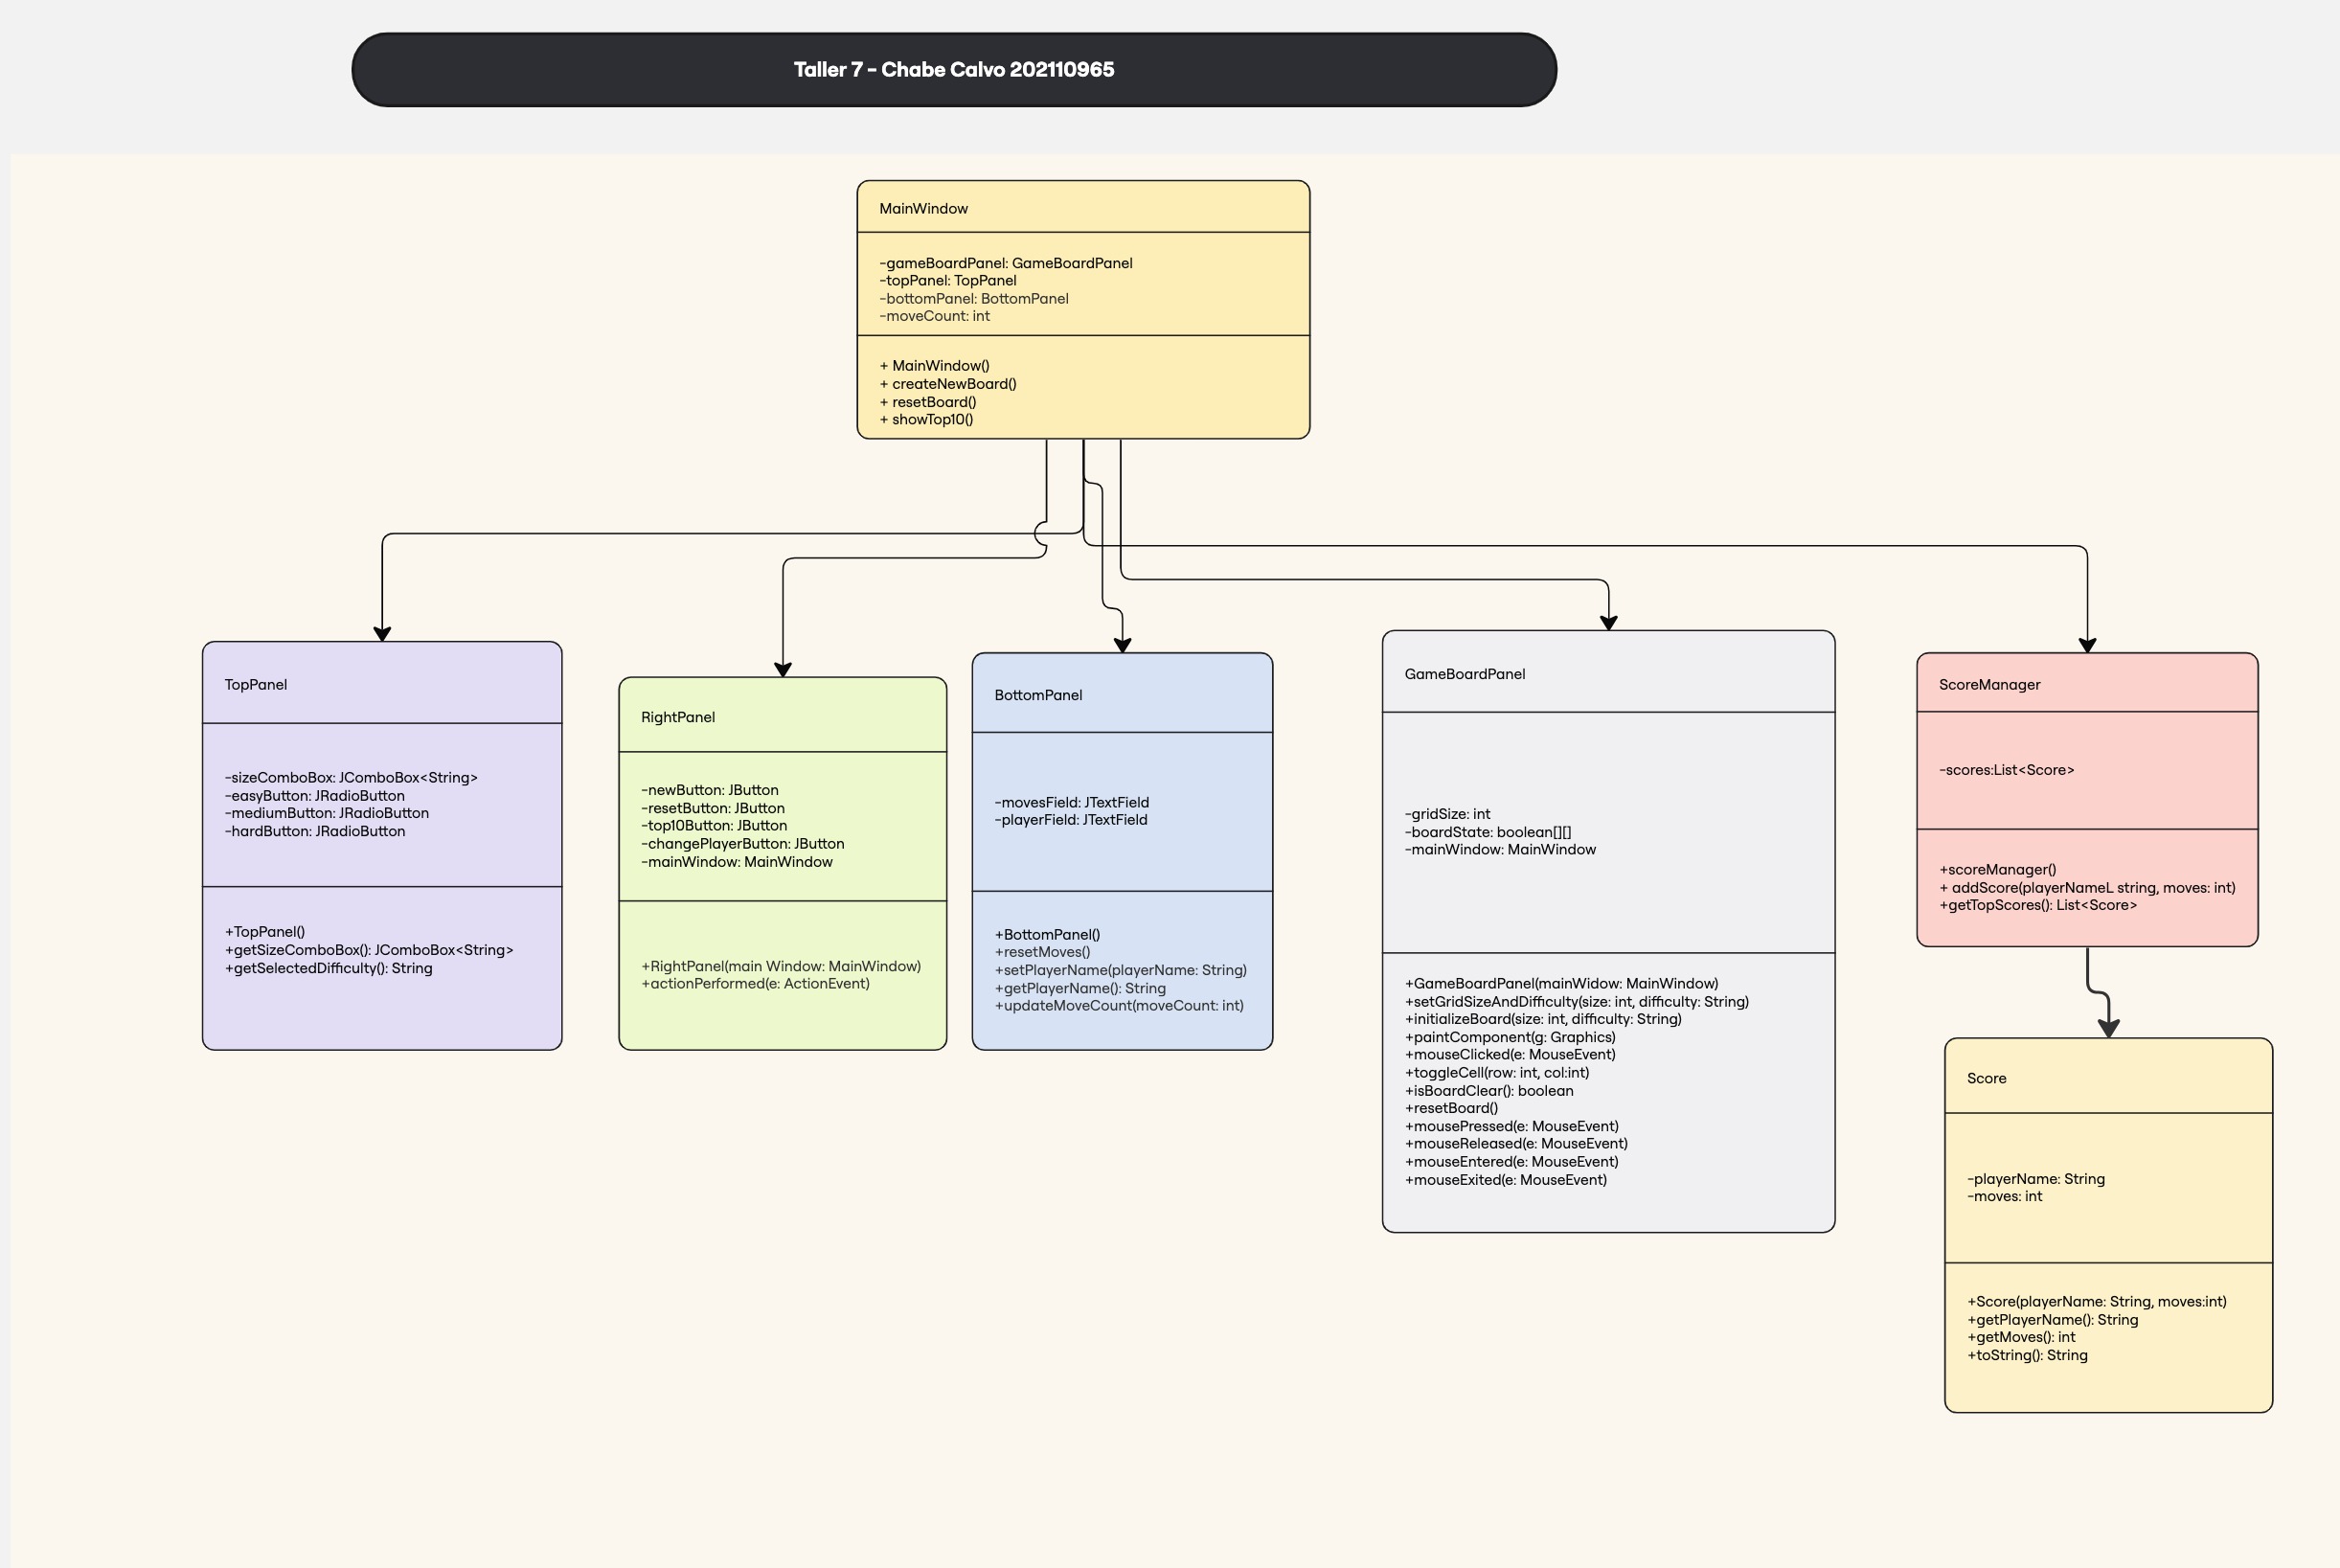 Taller 7 - Chabe Calvo 202110965
MainWindow
-gameBoardPanel: GameBoardPanel
-topPanel: TopPanel
-bottomPanel: BottomPanel
-moveCount: int
+ MainWindow()
+ createNewBoard()
+ resetBoard()
+ showTop10()
TopPanel
-sizeComboBox: JComboBox<String>
-easyButton: JRadioButton
-mediumButton: JRadioButton
-hardButton: JRadioButton
+TopPanel()
+getSizeComboBox(): JComboBox<String>
+getSelectedDifficulty(): String
RightPanel
-newButton: JButton
-resetButton: JButton
-top10Button: JButton
-changePlayerButton: JButton
-mainWindow: MainWindow
+RightPanel(main Window: MainWindow)
+actionPerformed(e: ActionEvent)
BottomPanel
-movesField: JTextField
-playerField: JTextField
+BottomPanel()
+resetMoves()
+setPlayerName(playerName: String)
+getPlayerName(): String
+updateMoveCount(moveCount: int)
GameBoardPanel
-gridSize: int
-boardState: boolean[][]
-mainWindow: MainWindow
+GameBoardPanel(mainWidow: MainWindow)
+setGridSizeAndDifficulty(size: int, difficulty: String)
+initializeBoard(size: int, difficulty: String)
+paintComponent(g: Graphics)
+mouseClicked(e: MouseEvent)
+toggleCell(row: int, col:int)
+isBoardClear(): boolean
+resetBoard()
+mousePressed(e: MouseEvent)
+mouseReleased(e: MouseEvent)
+mouseEntered(e: MouseEvent)
+mouseExited(e: MouseEvent)
ScoreManager
-scores:List<Score>
+scoreManager()
+ addScore(playerNameL string, moves: int)
+getTopScores(): List<Score>
Score
-playerName: String
-moves: int
+Score(playerName: String, moves:int)
+getPlayerName(): String
+getMoves(): int
+toString(): String